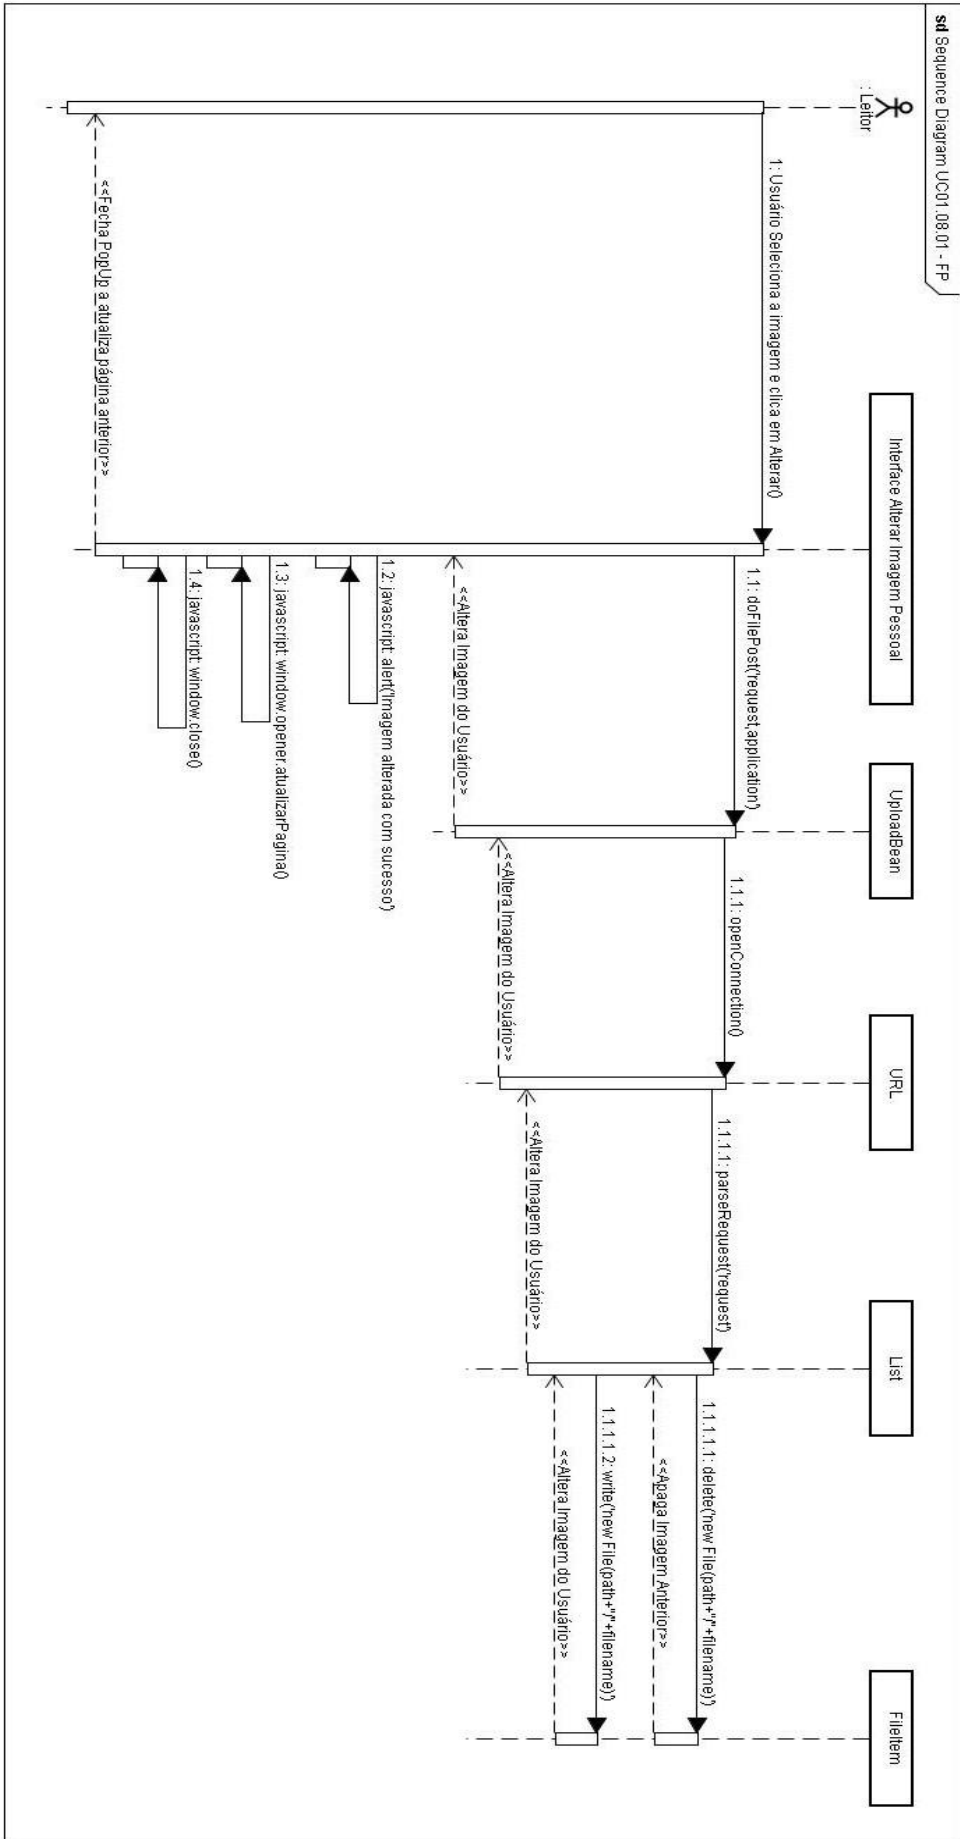 sd Sequence Diagram UC01.08.01 - FP
: Leitor
Interface Alterar Imagem Pessoal
UploadBean
URL
List
FileItem
1: Usuário Seleciona a imagem e clica em Alterar()
1.1: doFilePost('request,application')
1.1.1: openConnection()
1.1.1.1: parseRequest('request')
1.1.1.1.1: delete('new File(path+"/"+filename)')
<<Apaga Imagem Anterior>>
1.1.1.1.2: write('new File(path+"/"+filename)')
<<Altera Imagem do Usuário>>
<<Altera Imagem do Usuário>>
<<Altera Imagem do Usuário>>
<<Altera Imagem do Usuário>>
1.2: javascript: alert('Imagem alterada com sucesso')
1.3: javascript: window.opener.atualizarPagina()
1.4: javascript: window.close()
<<Fecha PopUp a atualiza página anterior>>